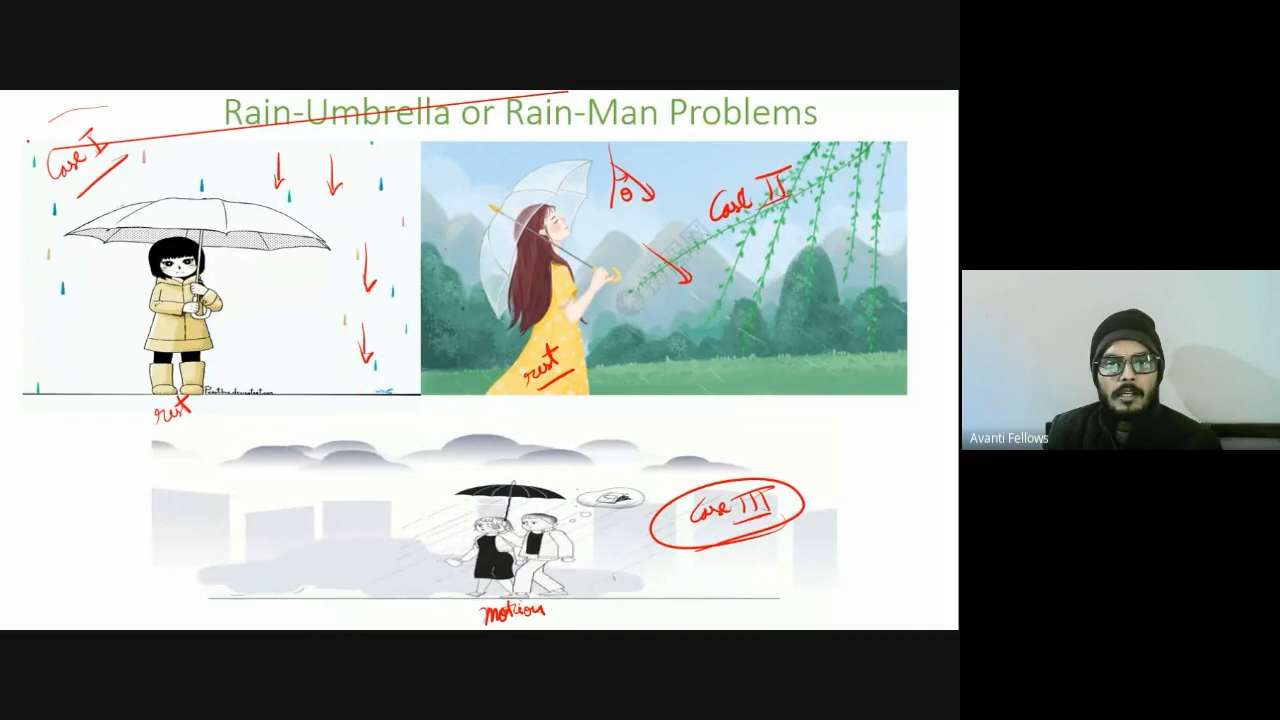 Rain-Umbrella or Rain-Man Problems
Case I
θ
Case II
rest
rest
Case III
motion
Avanti Fellows